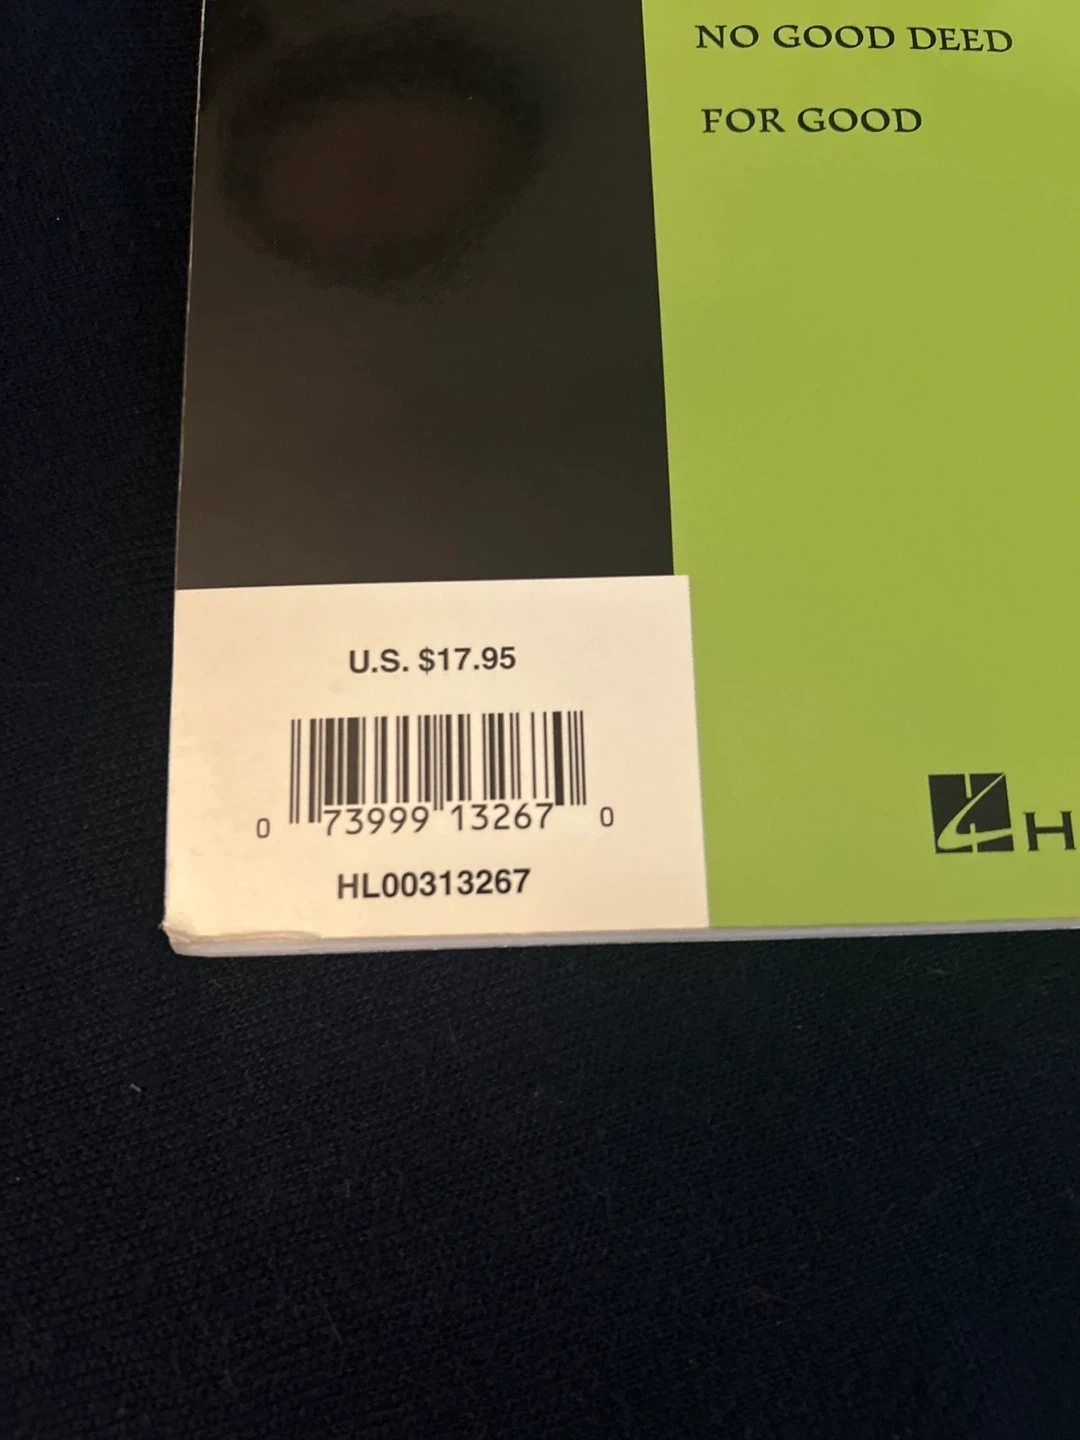 NO GOOD DEED
FOR GOOD
U.S. $17.95
0 73999 13267 0
HL00313267
H